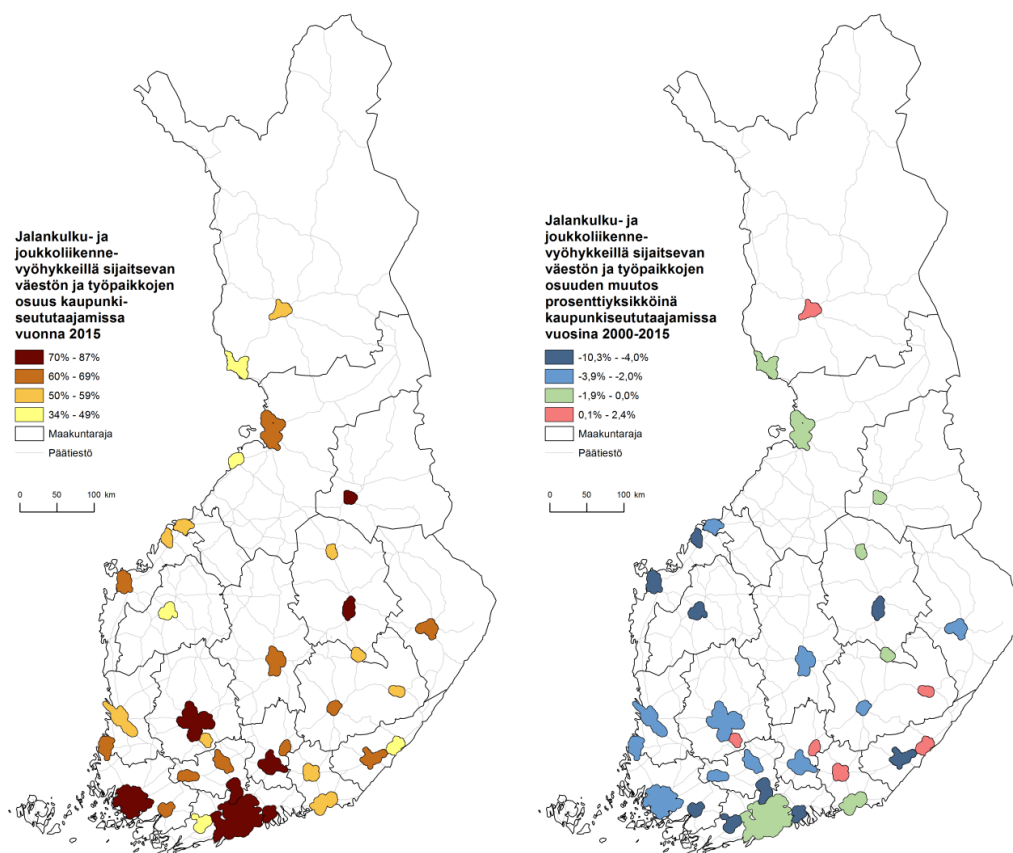 Jalankulku- ja
joukkoliikenne-
vyöhykkeillä sijaitsevan
väestön ja työpaikkojen
osuus kaupunki-
seututaajamissa
vuonna 2015
70% - 87%
60% - 69%
50% - 59%
34% - 49%
Maakuntaraja
Päätiestö
0 50 100 km
Jalankulku- ja
joukkoliikenne-
vyöhykkeillä sijaitsevan
väestön ja työpaikkojen
osuuden muutos
prosenttiyksikköinä
kaupunkiseututaajamissa
vuosina 2000-2015
-10,3% - -4,0%
-3,9% - -2,0%
-1,9% - 0,0%
0,1% - 2,4%
Maakuntaraja
Päätiestö
0 50 100 km